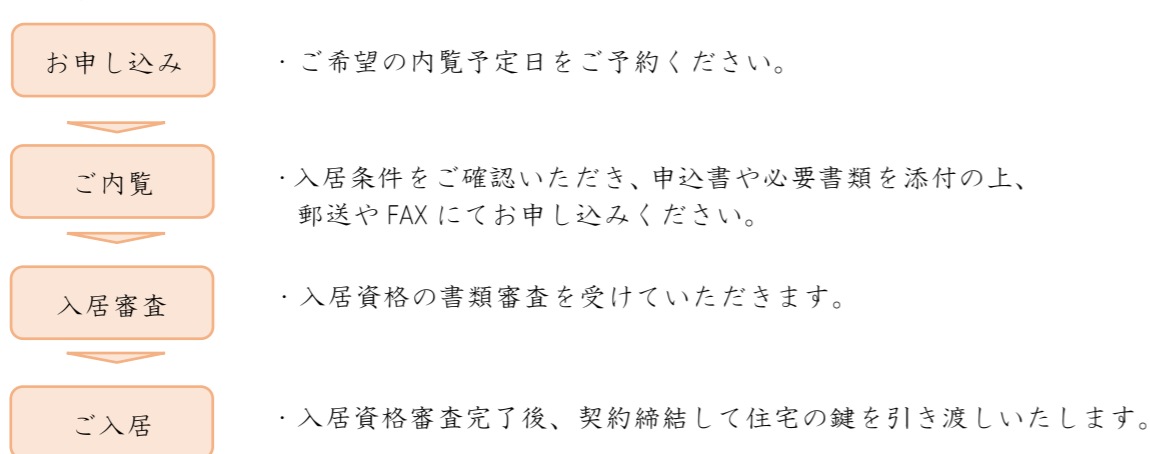 お申し込み
・ご希望の内覧予定日をご予約ください。
ご内覧
・入居条件をご確認いただき、申込書や必要書類を添付の上、
郵送や FAX にてお申し込みください。
入居審査
・入居資格の書類審査を受けていただきます。
ご入居
・入居資格審査完了後、契約締結して住宅の鍵を引き渡しいたします。